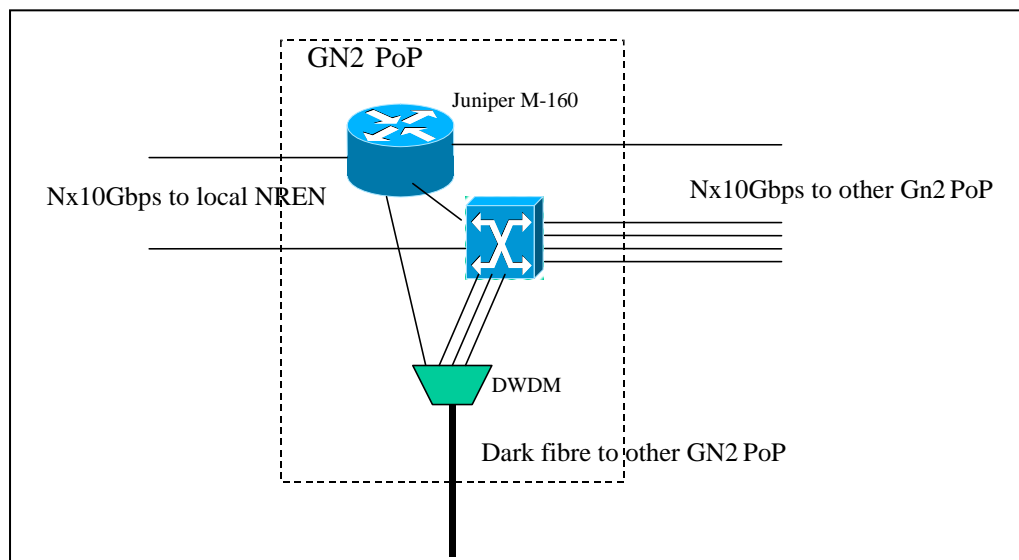 GN2 PoP
Juniper M-160
Nx10Gbps to local NREN
Nx10Gbps to other Gn2 PoP
DWDM
Dark fibre to other GN2 PoP